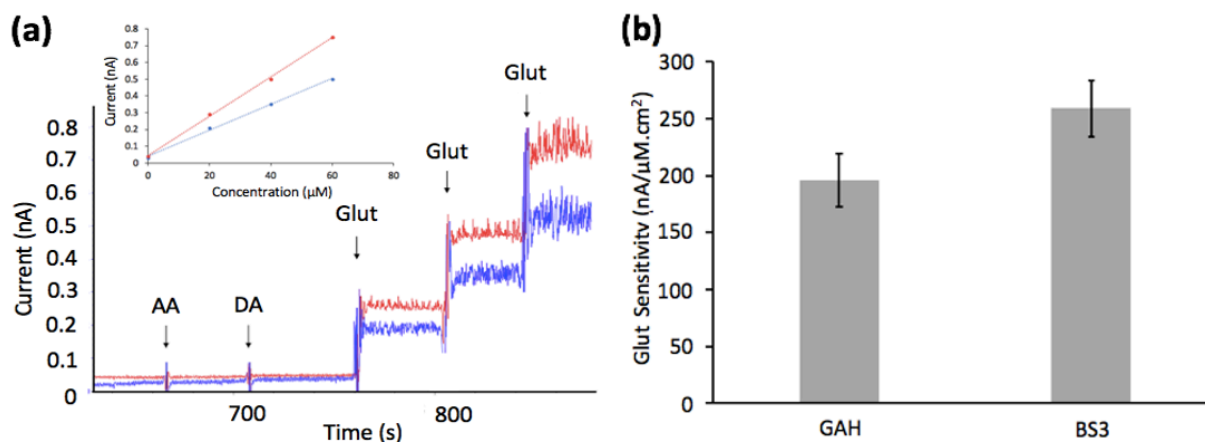 (a)
Current (nA)
0.8
0.7
0.6
0.5
0.4
0.3
0.2
0.1
0
0
20
40
60
80
Concentration (µM)
Glut
Glut
Glut
AA
DA
Current (nA)
0.8
0.7
0.6
0.5
0.4
0.3
0.2
0.1
0
700
800
Time (s)
(b)
Glut Sensitivity (nA/µM.cm²)
300
250
200
150
100
50
0
GAH
BS3